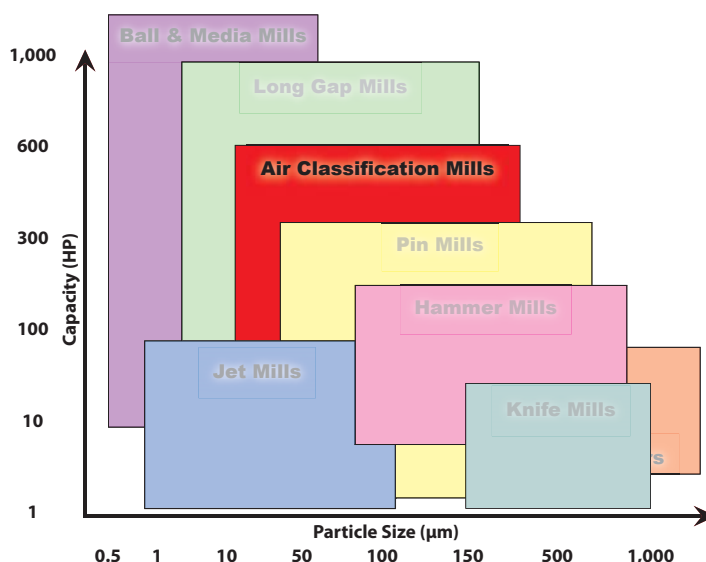 Ball & Media Mills
1,000
Long Gap Mills
600
Air Classification Mills
300
Pin Mills
Capacity (HP)
Hammer Mills
100
Jet Mills
Knife Mills
10
rs
1
Particle Size (μm)
0.5 1 10 50 100 150 500 1,000